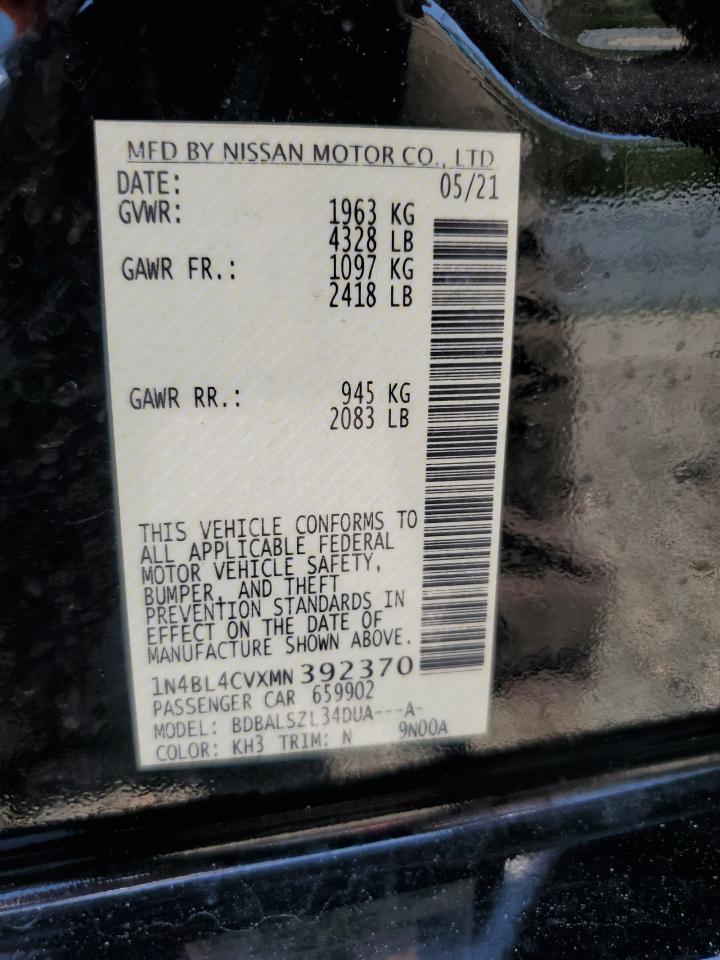 MFD BY NISSAN MOTOR CO., LTD
DATE: 05/21
GVWR: 1963 KG
4328 LB
GAWR FR.: 1097 KG
2418 LB
GAWR RR.: 945 KG
2083 LB
THIS VEHICLE CONFORMS TO
ALL APPLICABLE FEDERAL
MOTOR VEHICLE SAFETY,
BUMPER, AND THEFT
PREVENTION STANDARDS IN
EFFECT ON THE DATE OF
MANUFACTURE SHOWN ABOVE.
1N4BL4CVXMN392370
PASSENGER CAR 659902
MODEL: BDBALSZL34DUA---A-
COLOR: KH3 TRIM: N 9N00A